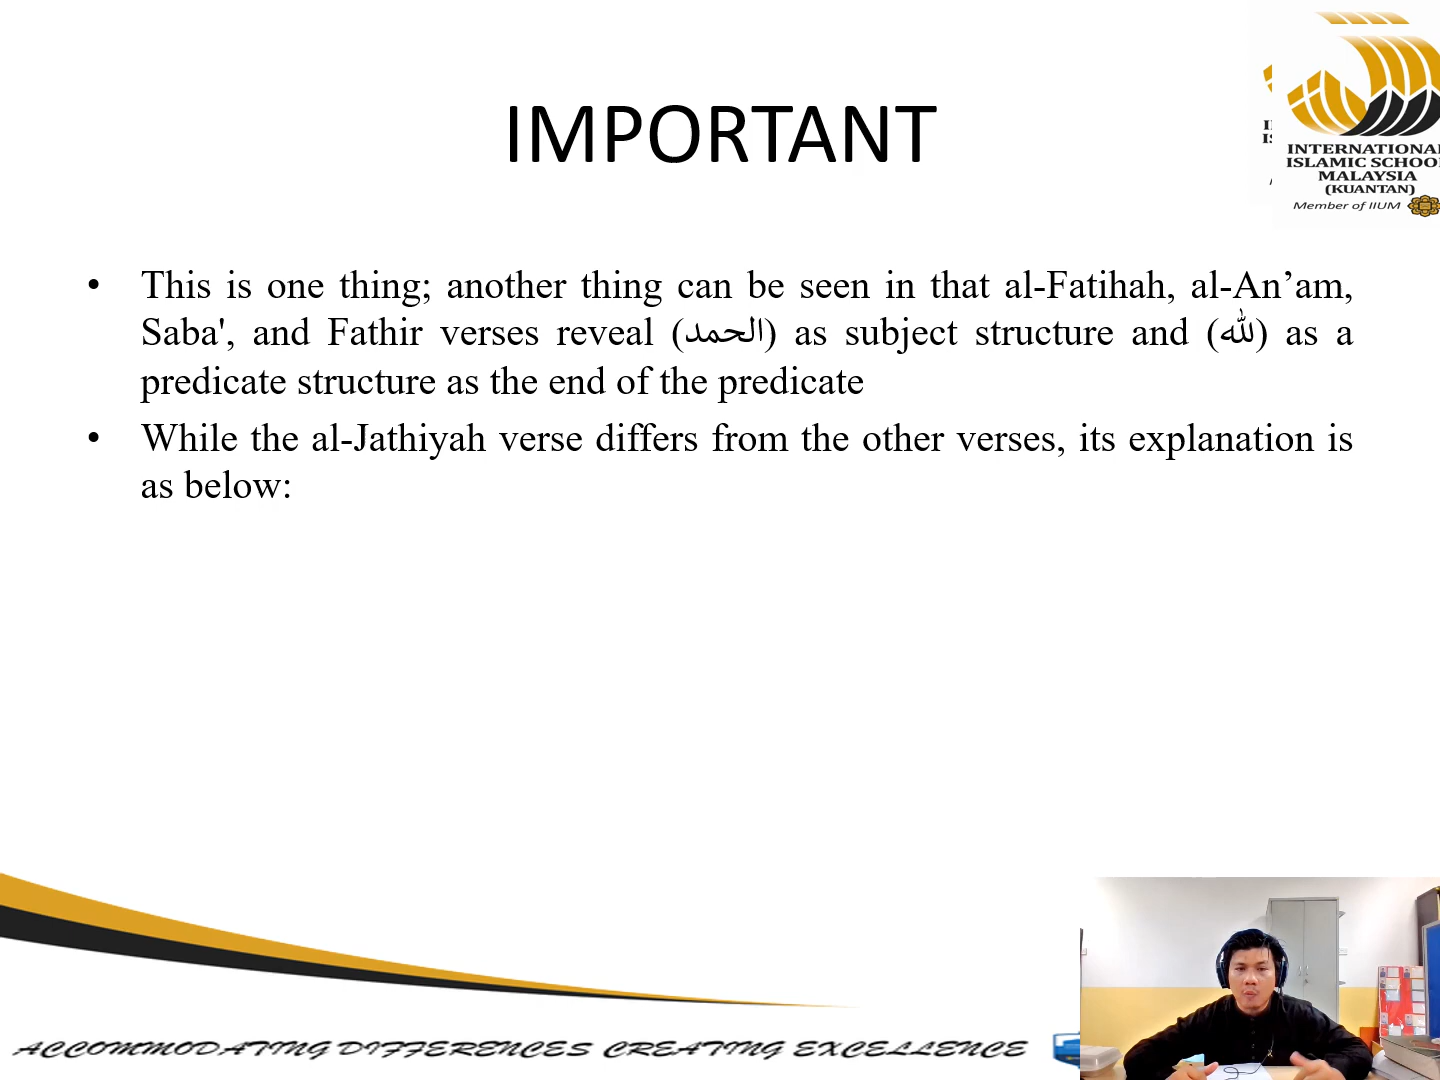 IMPORTANT
INTERNATIONAL
ISLAMIC SCHOOL
MALAYSIA
(KUANTAN)
Member of IIUM
• This is one thing; another thing can be seen in that al-Fatihah, al-An’am,
Saba', and Fathir verses reveal (الحمد) as subject structure and (لله) as a
predicate structure as the end of the predicate
• While the al-Jathiyah verse differs from the other verses, its explanation is
as below:
ACCOMMODATING DIFFERENCES CREATING EXCELLENCE